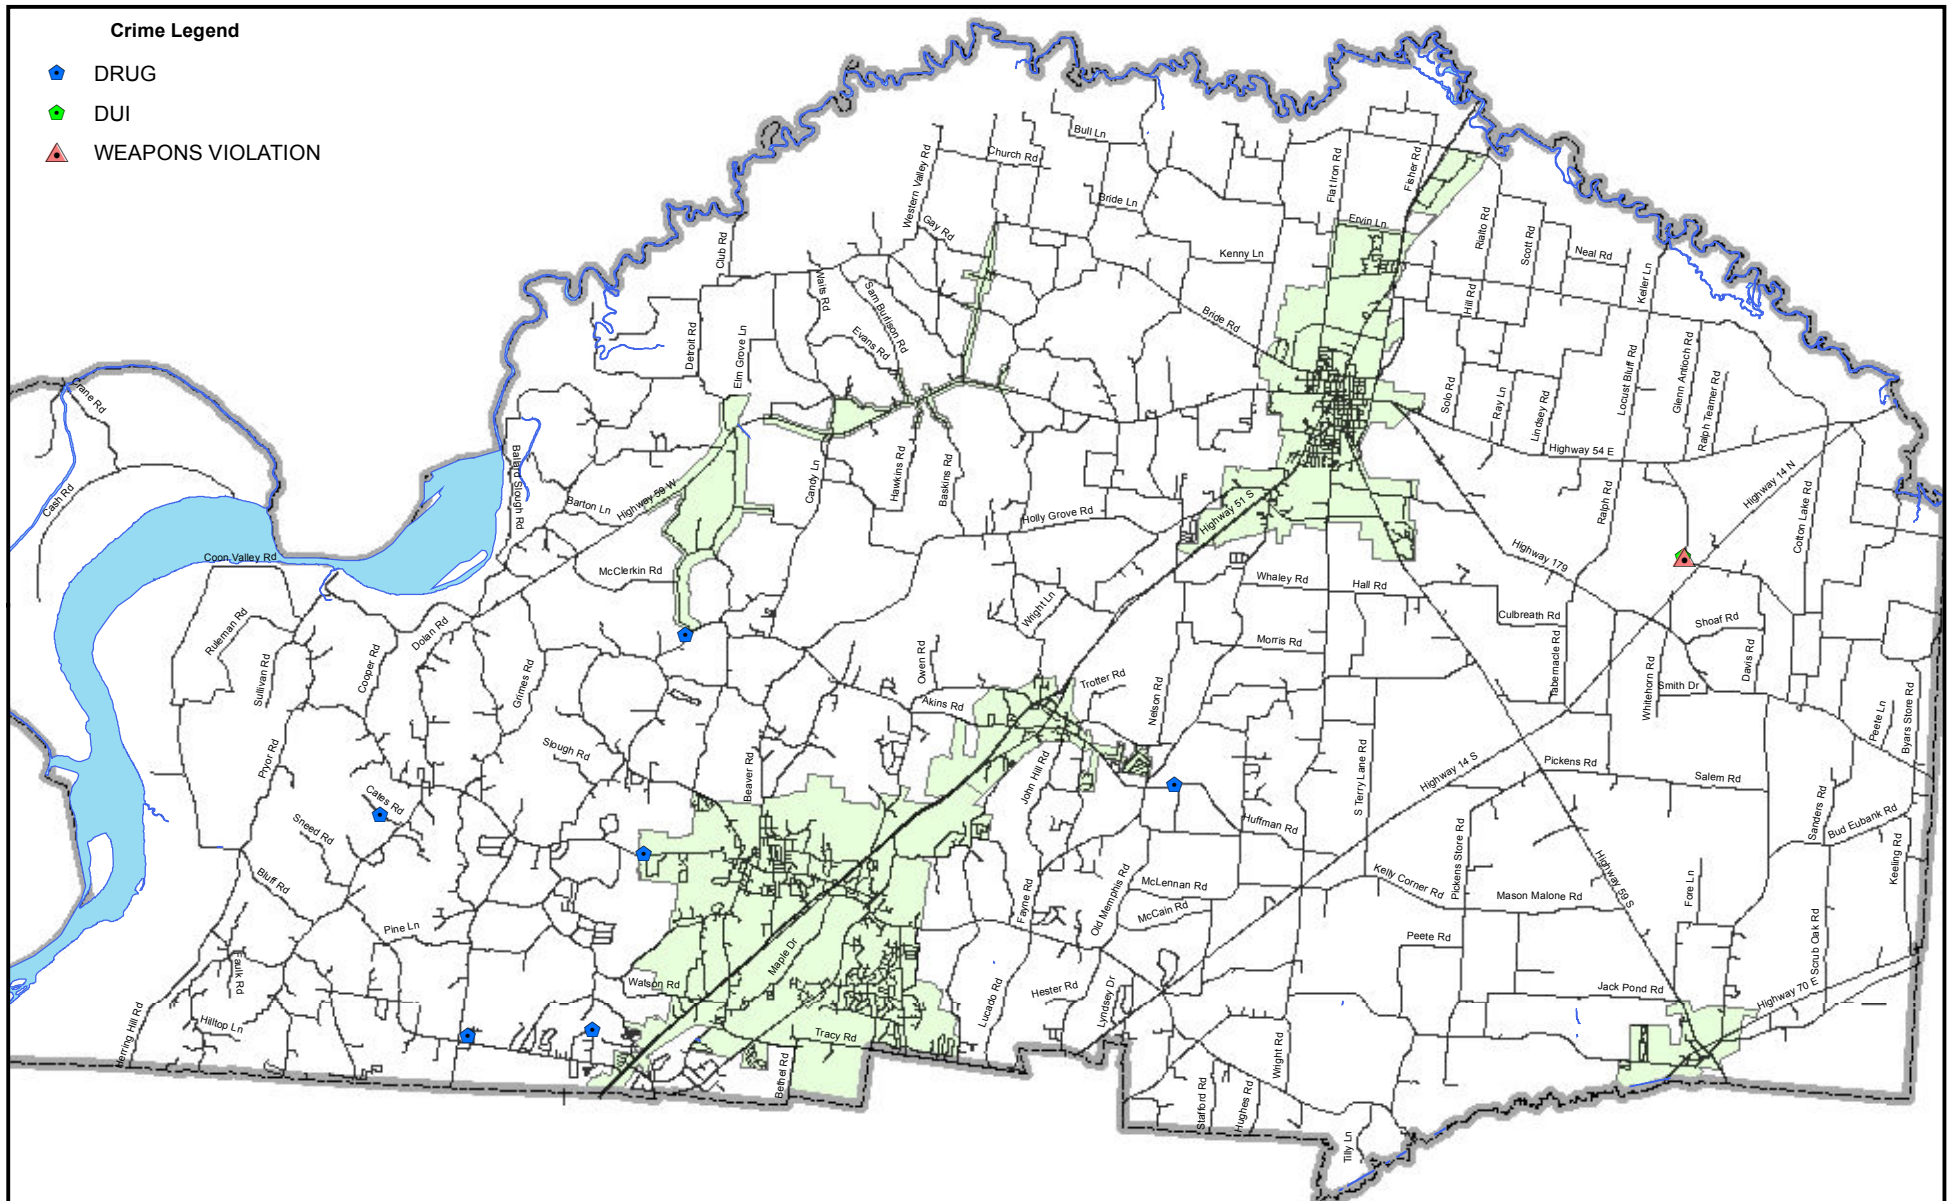 Crime Legend
DRUG
DUI
WEAPONS VIOLATION
Bull Ln
Church Rd
Western Valley Rd
Flat Iron Rd
Fisher Rd
Bride Ln
Gay Rd
Ervin Ln
Club Rd
Rialto Rd
Scott Rd
Neal Rd
Kenny Ln
Keller Ln
Walts Rd
Sam Burlison Rd
Hill Rd
Bride Rd
Detroit Rd
Elm Grove Ln
Evans Rd
Crane Rd
Solo Rd
Ray Ln
Lindsey Rd
Locust Bluff Rd
Glenn Antioch Rd
Ralph Teamer Rd
Highway 54 E
Ballard Slough Rd
Candy Ln
Hawkins Rd
Baskins Rd
Cash Rd
Barton Ln
Highway 59 W
Highway 51 S
Holly Grove Rd
Ralph Rd
Highway 14 N
Cotton Lake Rd
Coon Valley Rd
McClerkin Rd
Highway 179
Whaley Rd
Hall Rd
Wright Ln
Culbreath Rd
Shoaf Rd
Ruleman Rd
Dolan Rd
Morris Rd
Sullivan Rd
Cooper Rd
Grimes Rd
Owen Rd
Trotter Rd
Tabernacle Rd
Whitehorn Rd
Davis Rd
Smith Dr
Akins Rd
Nelson Rd
Peete Ln
Byars Store Rd
Pryor Rd
Slough Rd
Beaver Rd
John Hill Rd
S Terry Lane Rd
Highway 14 S
Pickens Rd
Salem Rd
Cates Rd
Sneed Rd
Huffman Rd
Sanders Rd
Bud Eubank Rd
Pickens Store Rd
Keeling Rd
Bluff Rd
Fayne Rd
Old Memphis Rd
McLennan Rd
Kelly Corner Rd
Mason Malone Rd
Highway 59 S
Fore Ln
McCain Rd
Pine Ln
Peete Rd
Scrub Oak Rd
Faulk Rd
Maple Dr
Watson Rd
Lucado Rd
Hester Rd
Lyndsey Dr
Jack Pond Rd
Highway 70 E
Herring Hill Rd
Hilltop Ln
Tracy Rd
Bethel Rd
Wright Rd
Stafford Rd
Hughes Rd
Tilly Ln